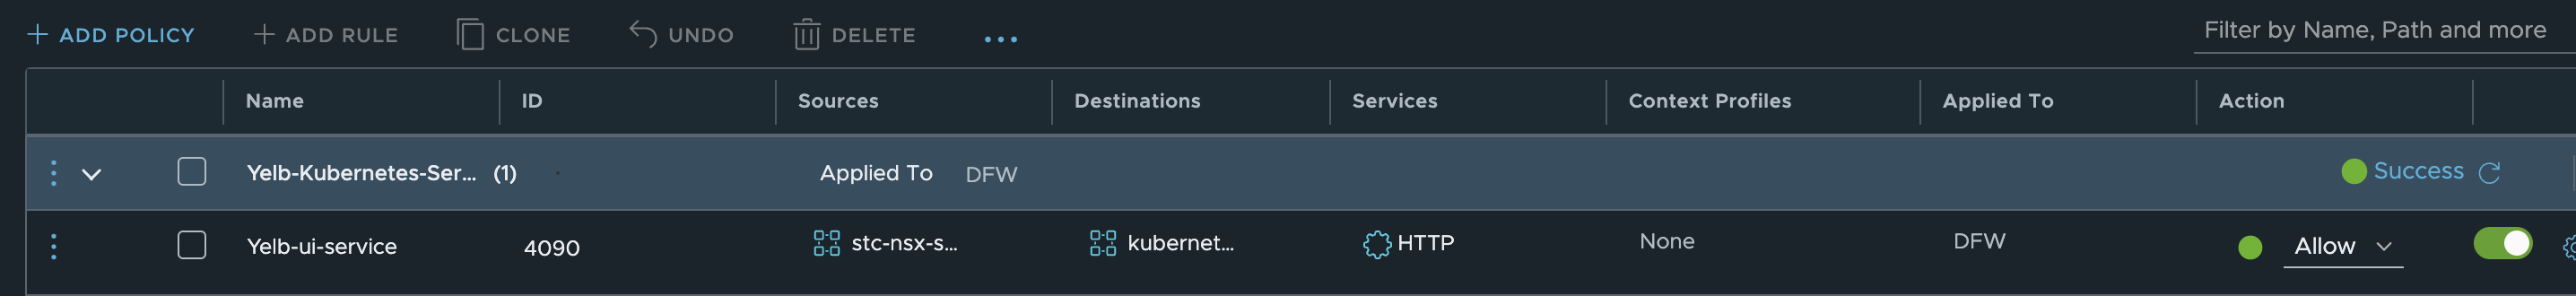 + ADD POLICY + ADD RULE CLONE UNDO DELETE ... Filter by Name, Path and more
Name ID Sources Destinations Services Context Profiles Applied To Action
Yelb-Kubernetes-Ser... (1) Applied To DFW Success
Yelb-ui-service 4090 stc-nsx-s... kubernet... HTTP None DFW Allow